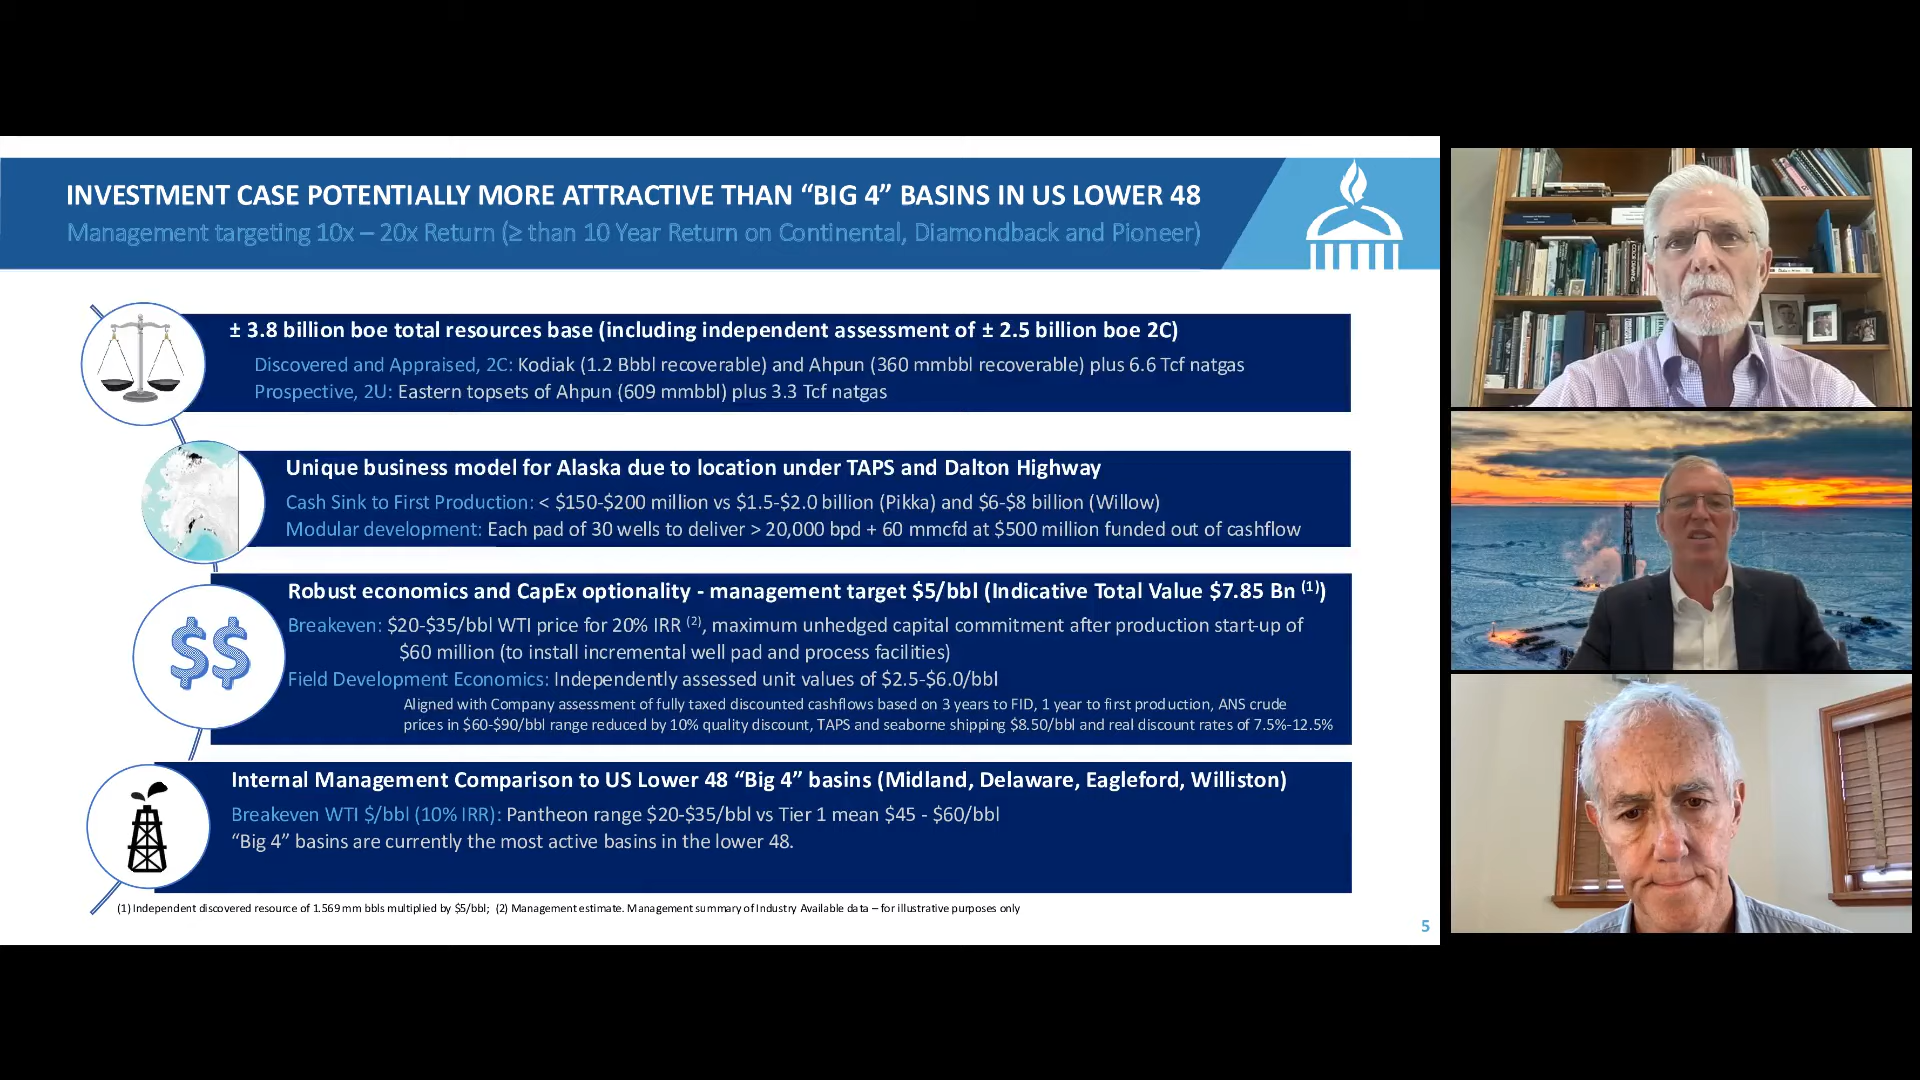 INVESTMENT CASE POTENTIALLY MORE ATTRACTIVE THAN “BIG 4” BASINS IN US LOWER 48
Management targeting 10x – 20x Return (≥ than 10 Year Return on Continental, Diamondback and Pioneer)
± 3.8 billion boe total resources base (including independent assessment of ± 2.5 billion boe 2C)
Discovered and Appraised, 2C: Kodiak (1.2 Bbbl recoverable) and Ahpun (360 mmbbl recoverable) plus 6.6 Tcf natgas
Prospective, 2U: Eastern topsets of Ahpun (609 mmbbl) plus 3.3 Tcf natgas
Unique business model for Alaska due to location under TAPS and Dalton Highway
Cash Sink to First Production: < $150-$200 million vs $1.5-$2.0 billion (Pikka) and $6-$8 billion (Willow)
Modular development: Each pad of 30 wells to deliver > 20,000 bpd + 60 mmcfd at $500 million funded out of cashflow
$$
Robust economics and CapEx optionality - management target $5/bbl (Indicative Total Value $7.85 Bn (1))
Breakeven: $20-$35/bbl WTI price for 20% IRR (2), maximum unhedged capital commitment after production start-up of
$60 million (to install incremental well pad and process facilities)
Field Development Economics: Independently assessed unit values of $2.5-$6.0/bbl
Aligned with Company assessment of fully taxed discounted cashflows based on 3 years to FID, 1 year to first production, ANS crude
prices in $60-$90/bbl range reduced by 10% quality discount, TAPS and seaborne shipping $8.50/bbl and real discount rates of 7.5%-12.5%
Internal Management Comparison to US Lower 48 “Big 4” basins (Midland, Delaware, Eagleford, Williston)
Breakeven WTI $/bbl (10% IRR): Pantheon range $20-$35/bbl vs Tier 1 mean $45 - $60/bbl
“Big 4” basins are currently the most active basins in the lower 48.
(1) Independent discovered resource of 1.569 mm bbls multiplied by $5/bbl; (2) Management estimate. Management summary of Industry Available data – for illustrative purposes only
5